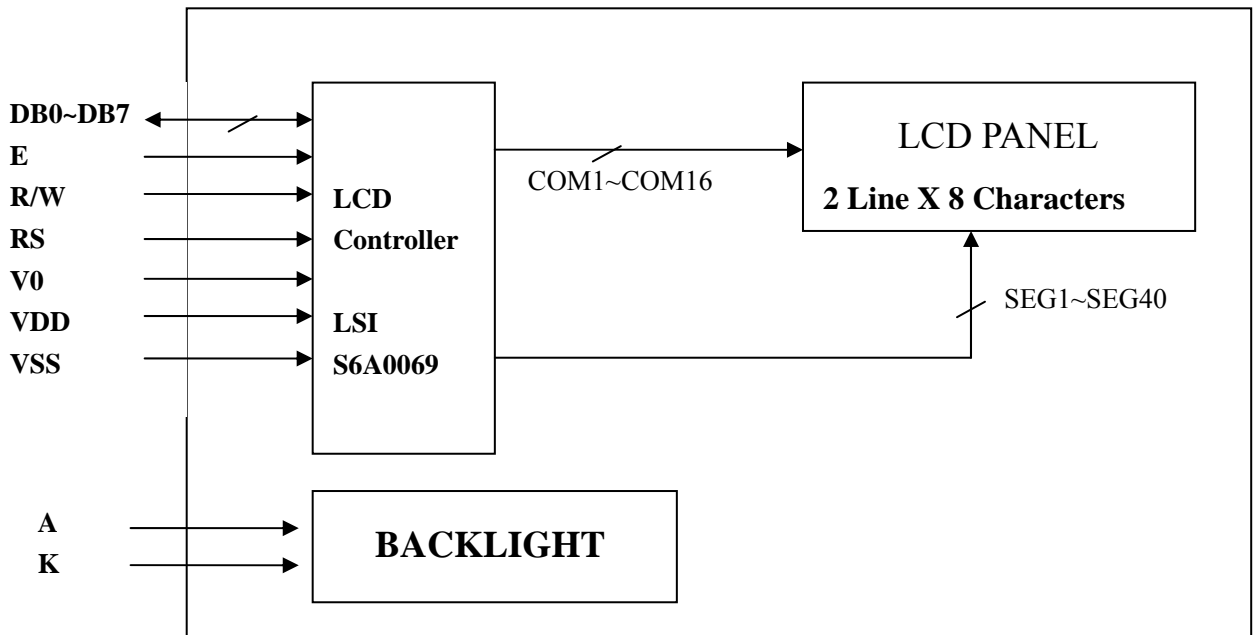 DB0~DB7
E
R/W
RS
V0
VDD
VSS
LCD
Controller
LSI
S6A0069
COM1~COM16
LCD PANEL
2 Line X 8 Characters
SEG1~SEG40
A
K
BACKLIGHT